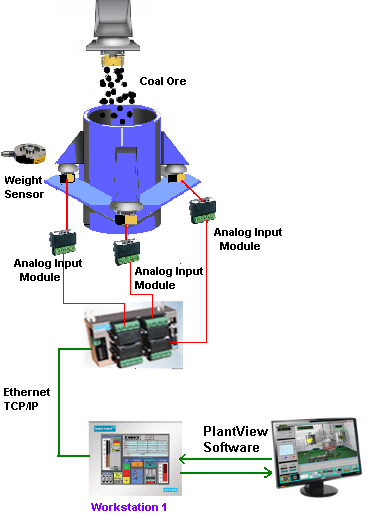 Coal Ore
Weight
Sensor
Analog Input
Module
Analog Input
Module
Analog Input
Module
Ethernet
TCP/IP
PlantView
Software
Workstation 1